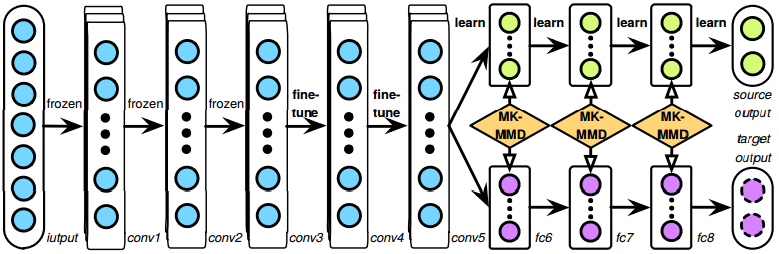 learn
learn
learn
learn
frozen
frozen
frozen
fine-
tune
fine-
tune
MK-
MMD
MK-
MMD
MK-
MMD
source
output
target
output
iutput
conv1
conv2
conv3
conv4
conv5
fc6
fc7
fc8